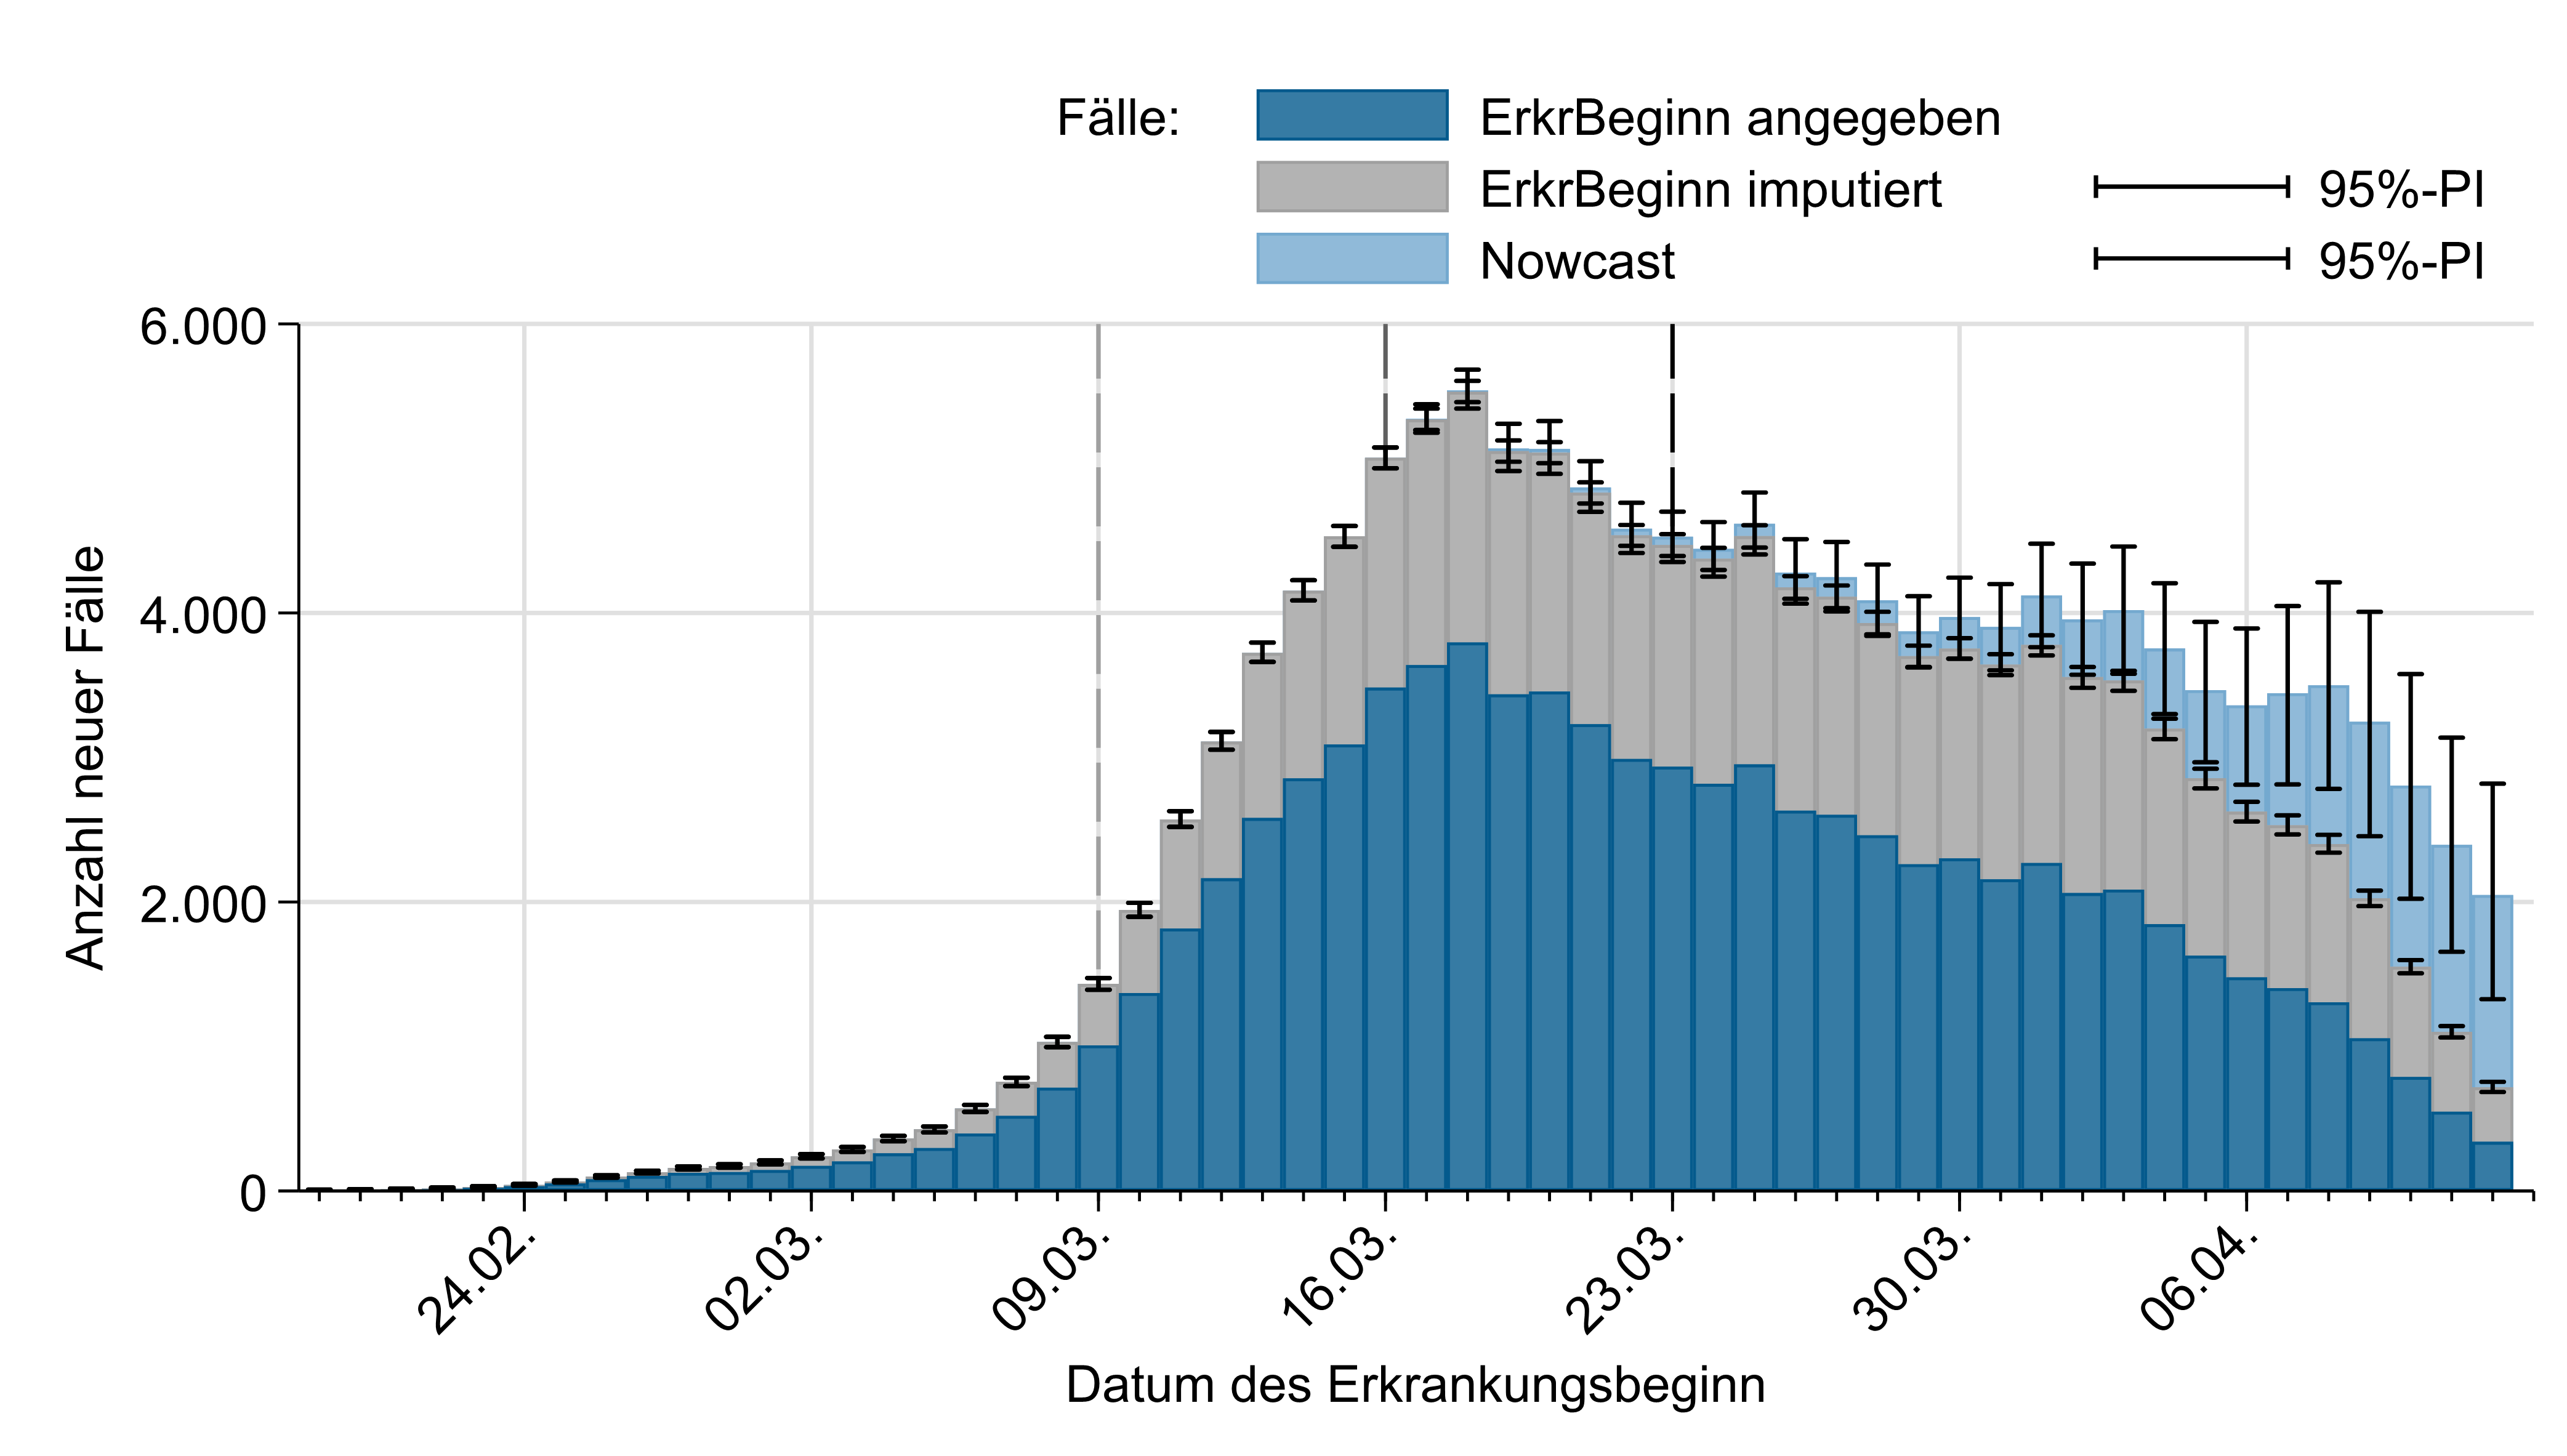 Fälle:
ErkrBeginn angegeben
ErkrBeginn imputiert 95%-PI
Nowcast 95%-PI
6.000
4.000
2.000
0
Anzahl neuer Fälle
24.02. 02.03. 09.03. 16.03. 23.03. 30.03. 06.04.
Datum des Erkrankungsbeginn